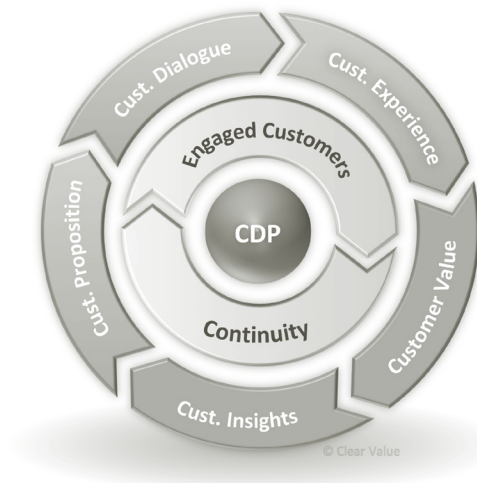 Cust. Dialogue
Cust. Experience
Engaged Customers
Cust. Proposition
CDP
Customer Value
Continuity
Cust. Insights
© Clear Value